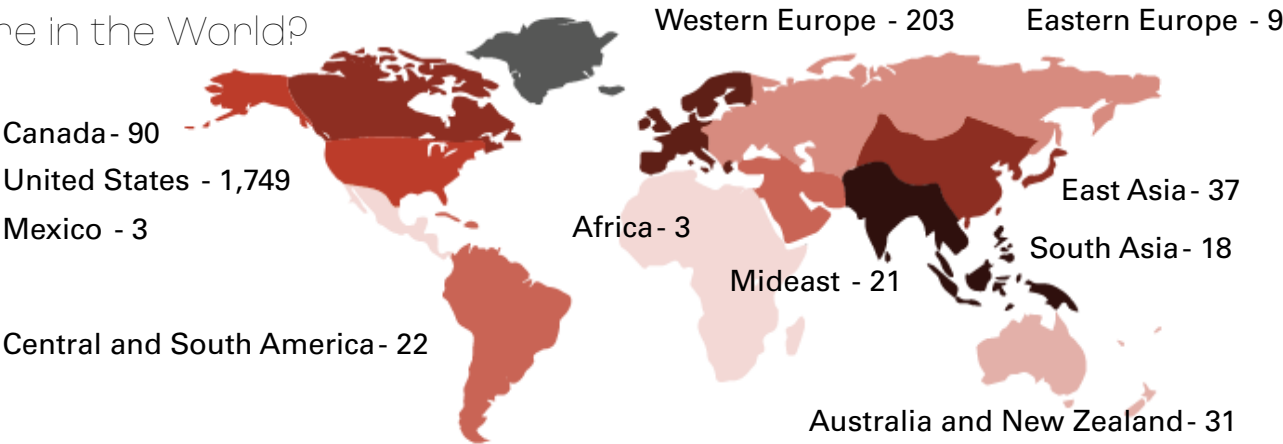 in the World?
Western Europe - 203
Eastern Europe - 9
Canada - 90
United States - 1,749
Mexico - 3
East Asia - 37
Africa - 3
South Asia - 18
Mideast - 21
Central and South America - 22
Australia and New Zealand - 31